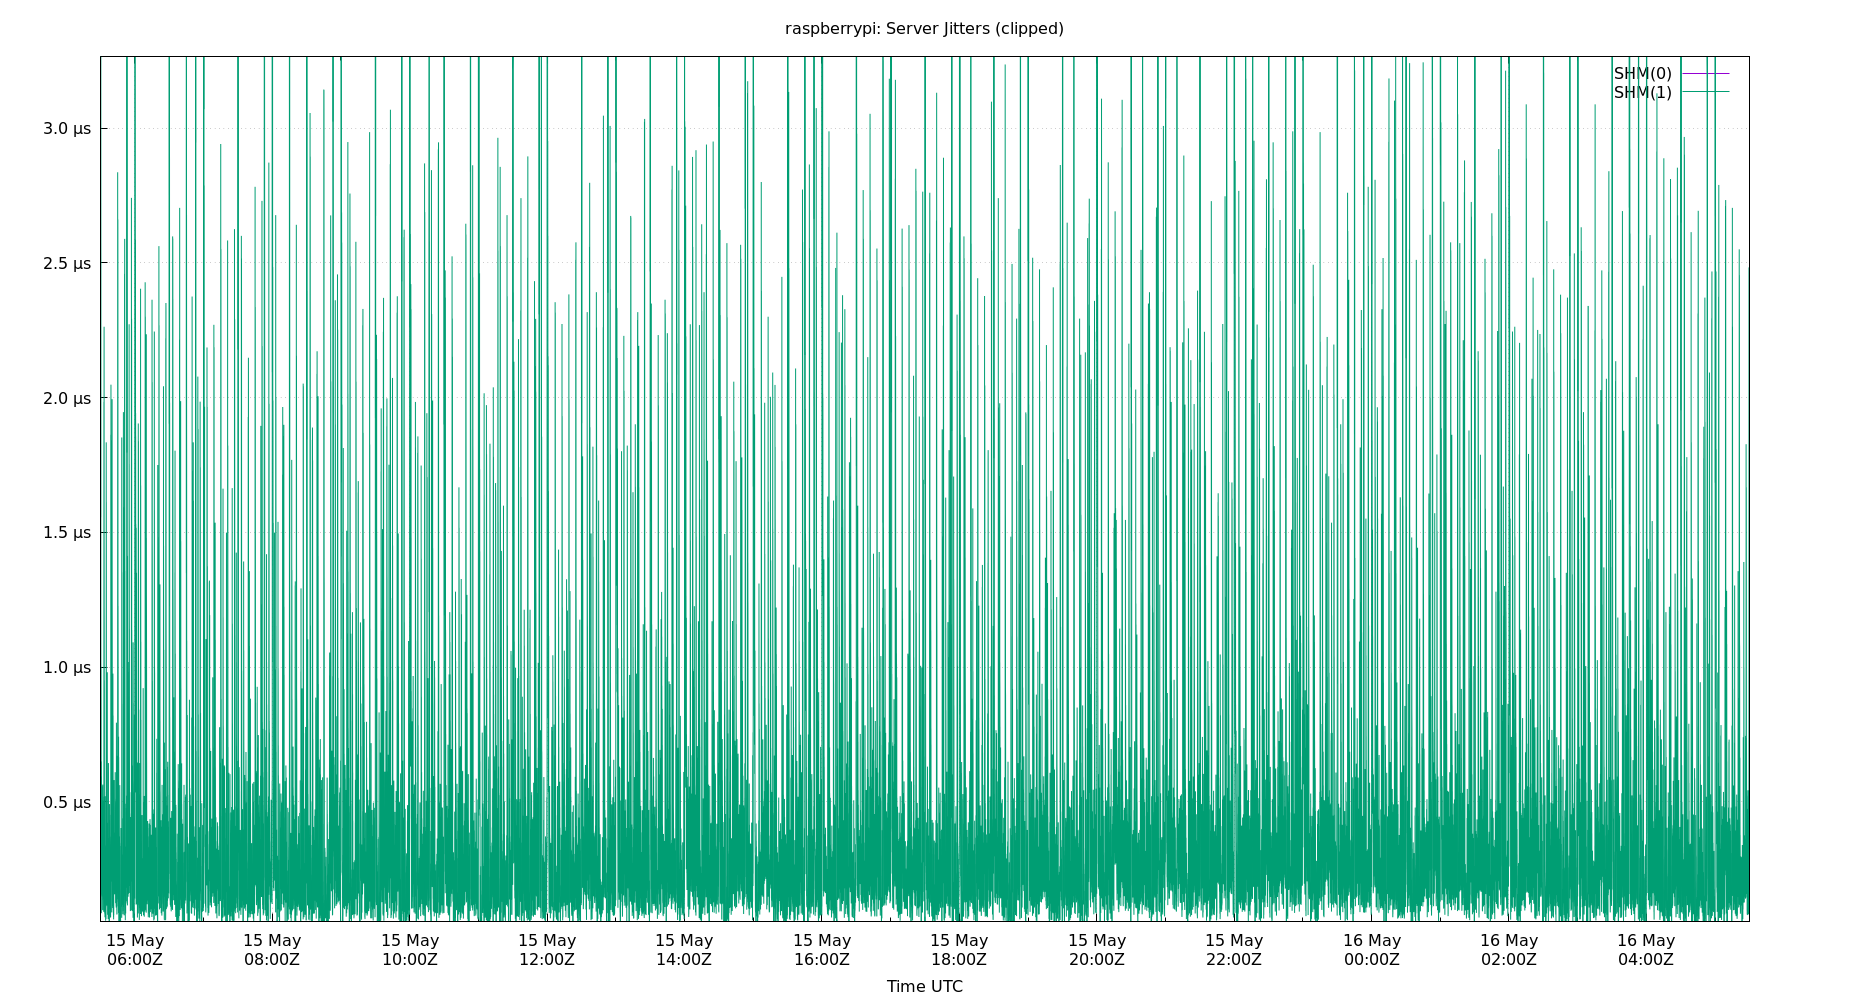 raspberrypi: Server Jitters (clipped)
SHM(0)
SHM(1)
3.0 µs
2.5 µs
2.0 µs
1.5 µs
1.0 µs
0.5 µs
15 May 15 May 15 May 15 May 15 May 15 May 15 May 15 May 15 May 16 May 16 May 16 May
06:00Z 08:00Z 10:00Z 12:00Z 14:00Z 16:00Z 18:00Z 20:00Z 22:00Z 00:00Z 02:00Z 04:00Z
Time UTC